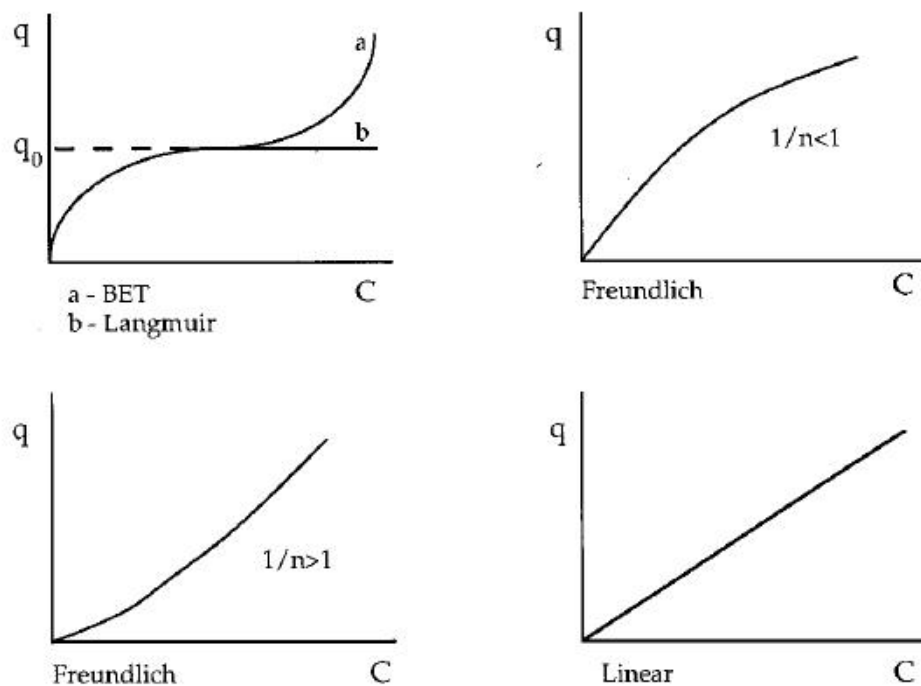 q
a
b
q0
C
a - BET
b - Langmuir
q
1/n<1
C
Freundlich
q
1/n>1
Freundlich
C
q
Linear
C